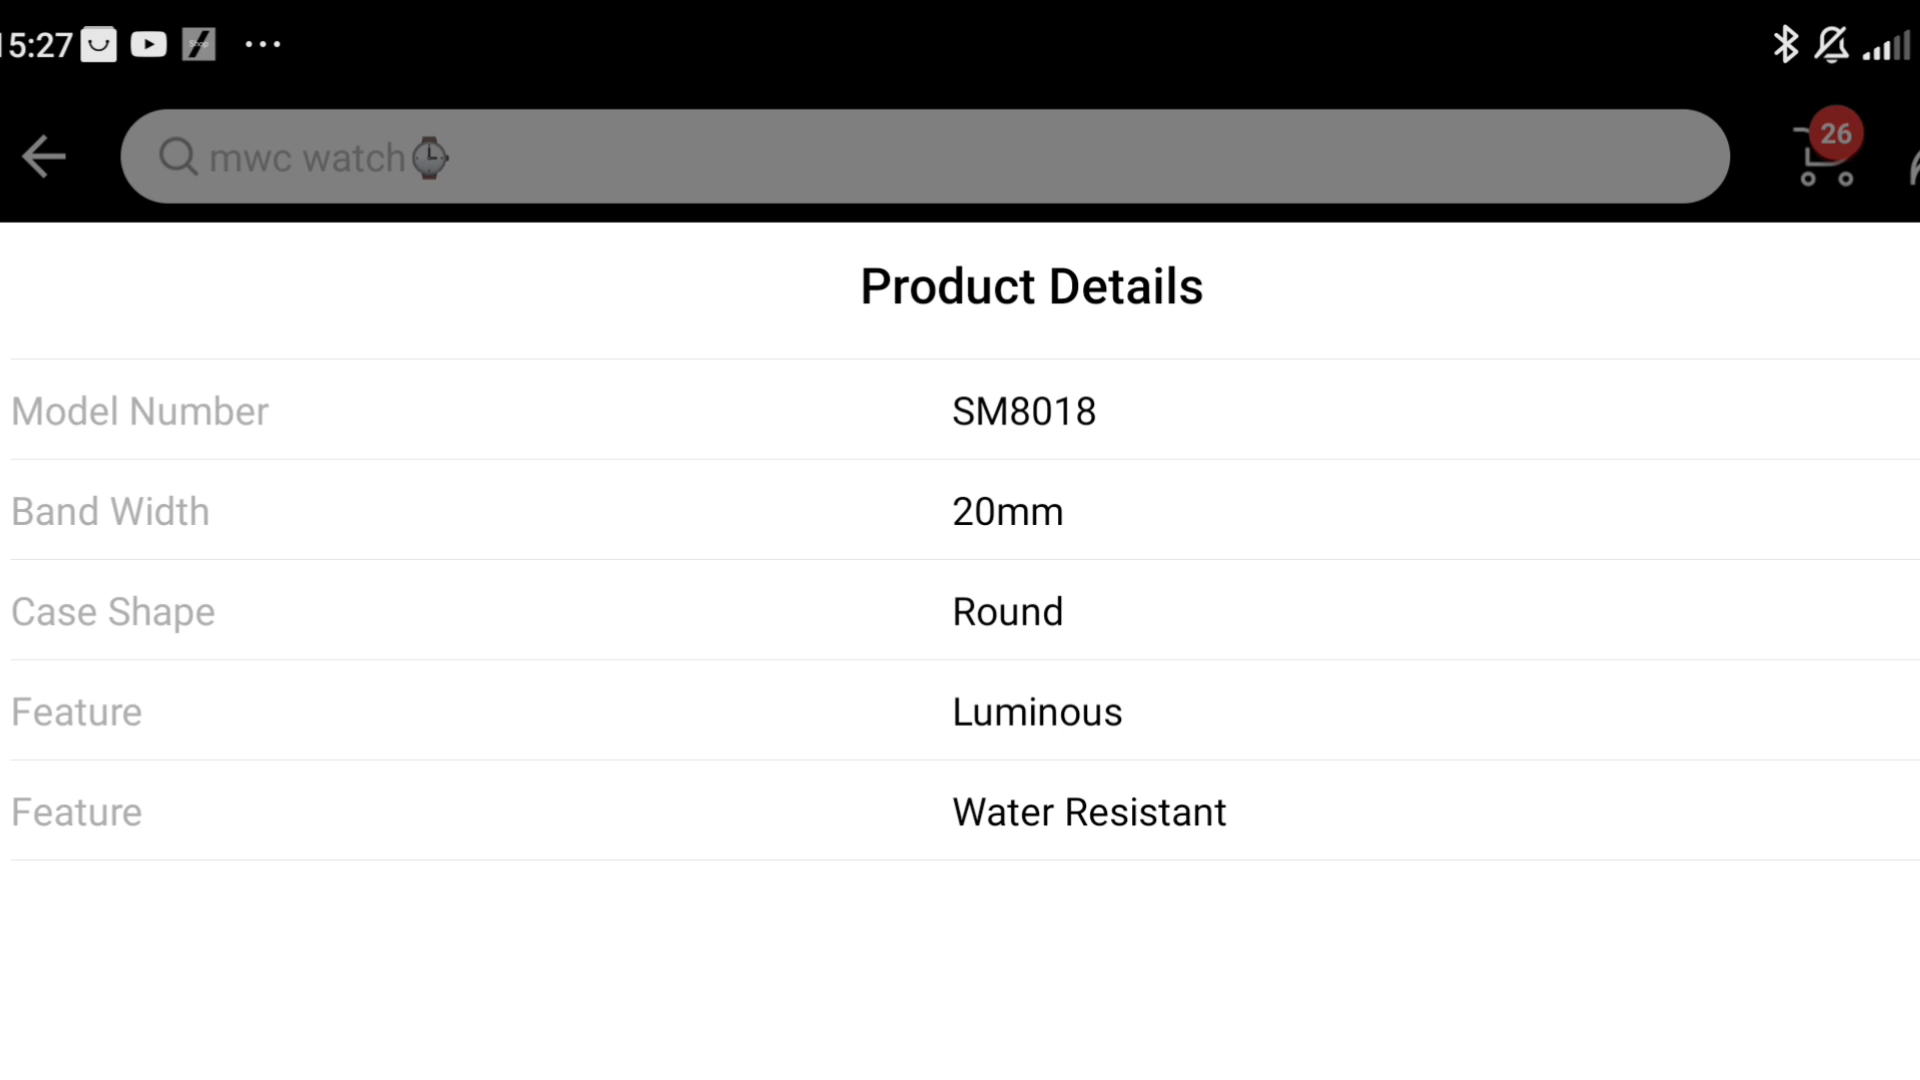 15:27
mwc watch⌚
26
Product Details
Model Number SM8018
Band Width 20mm
Case Shape Round
Feature Luminous
Feature Water Resistant